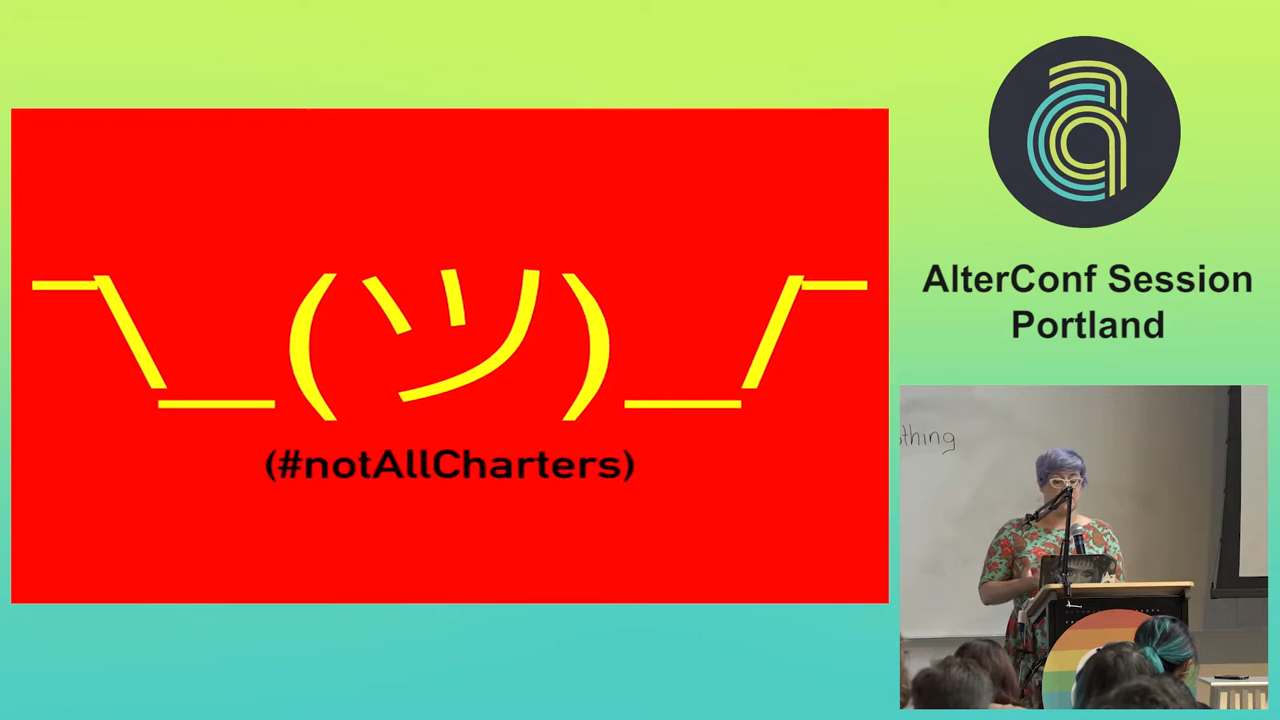 ¯\_(ツ)_/¯
(#notAllCharters)
AlterConf Session
Portland
thing